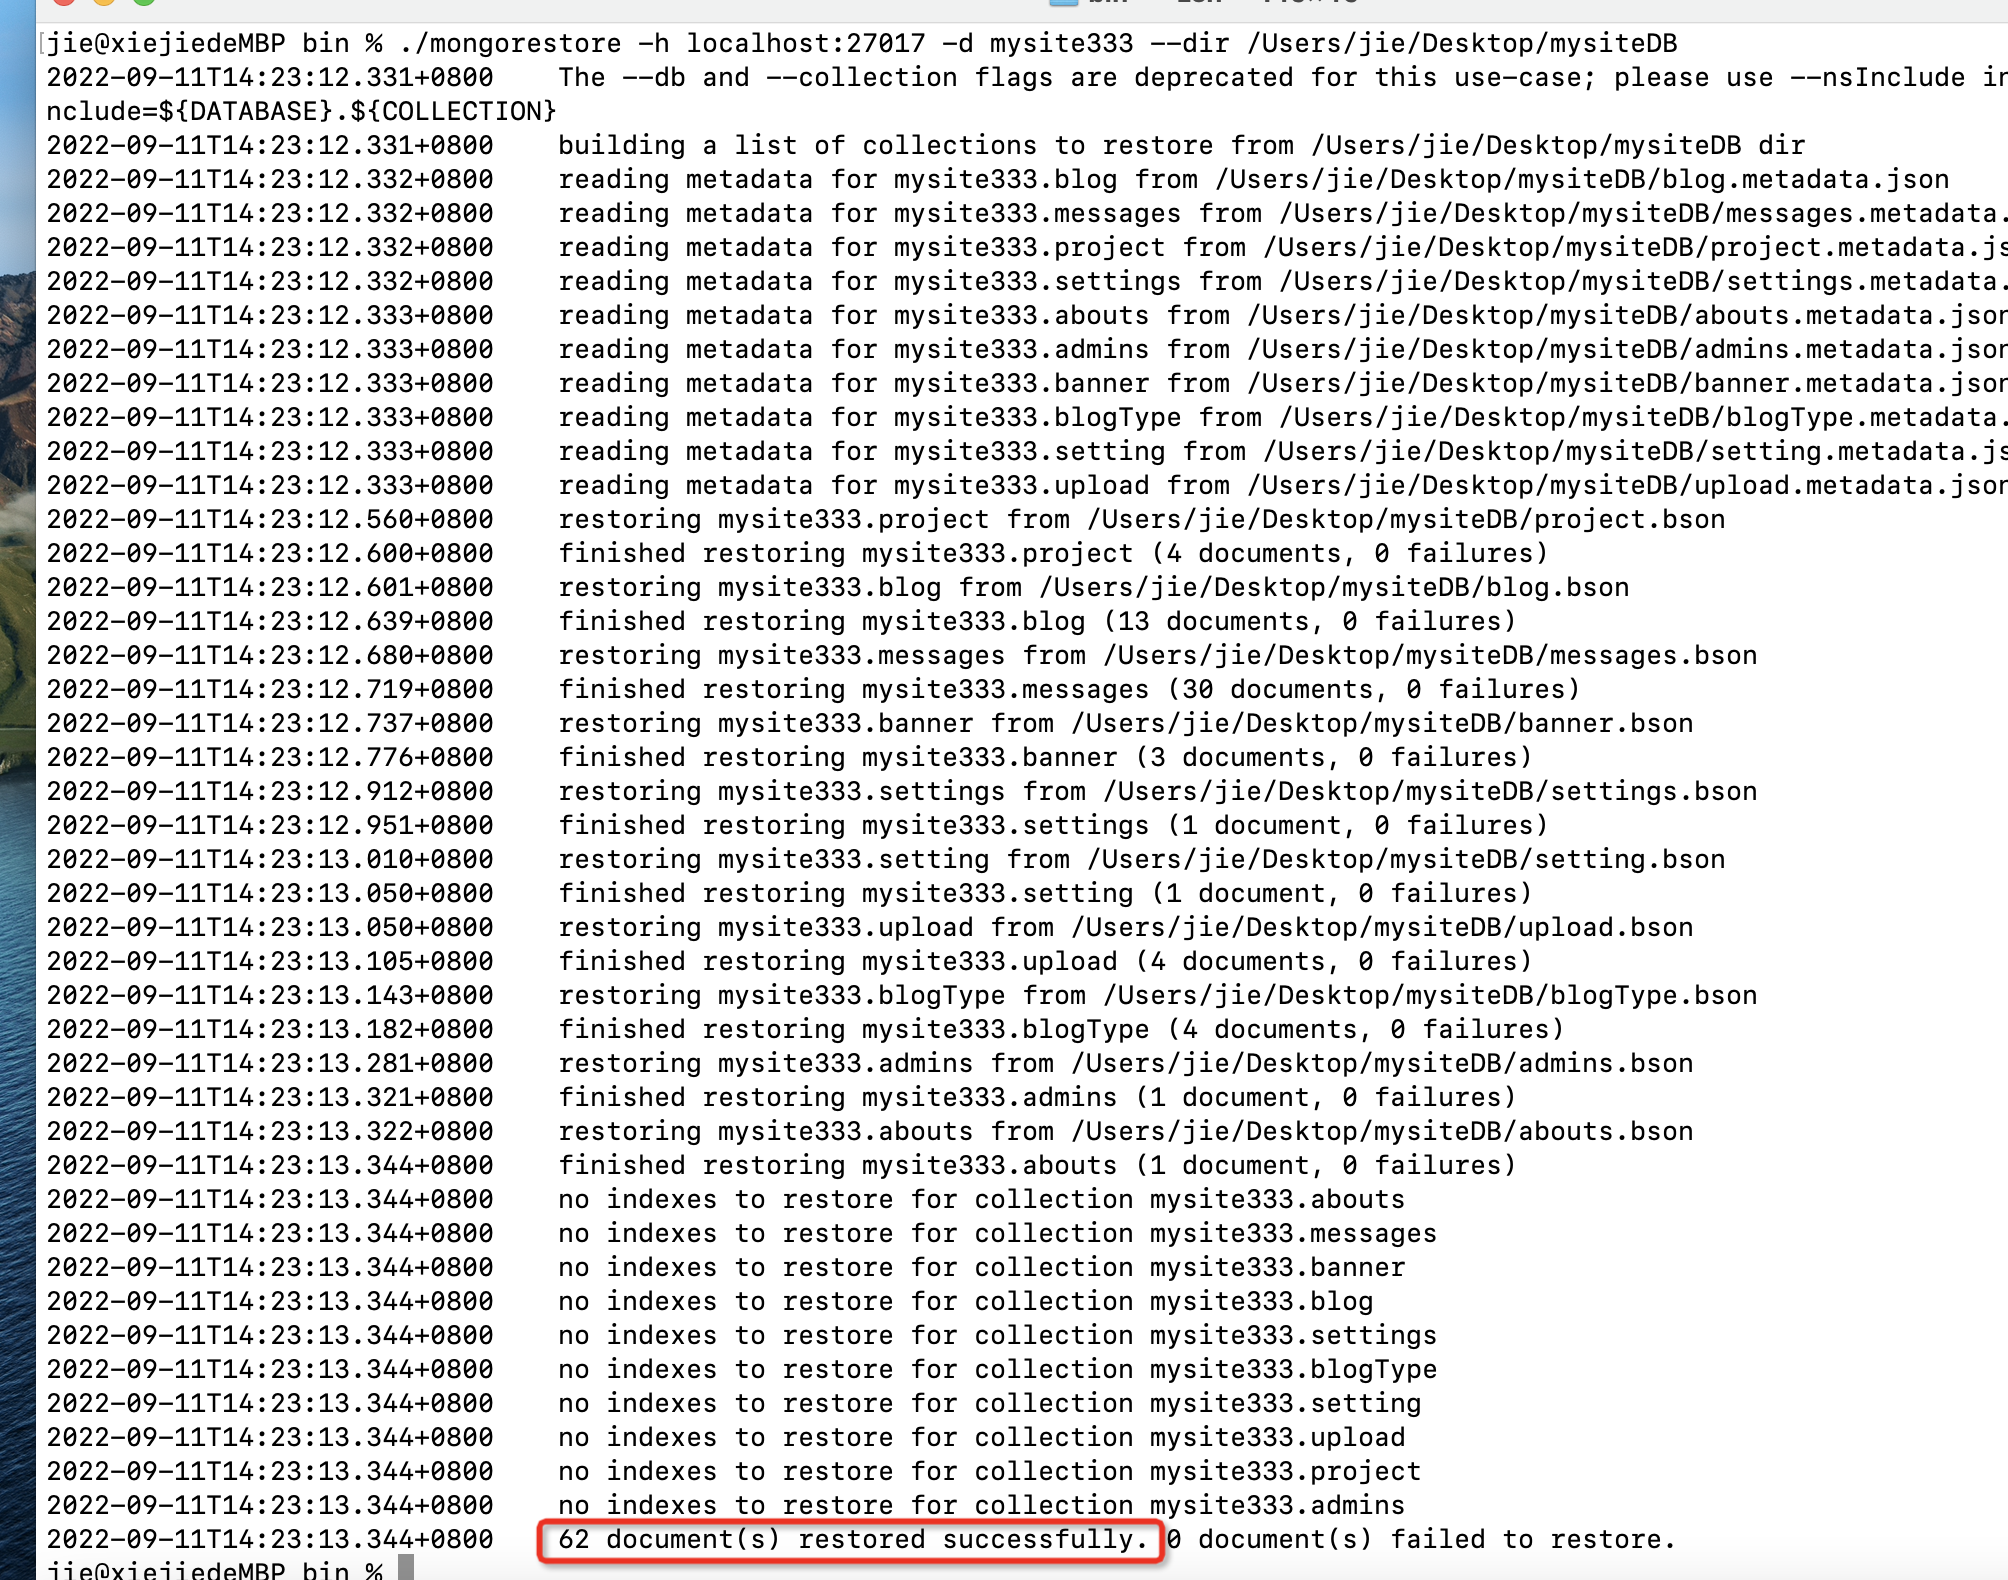 jie@xiejiedeMBP bin % ./mongorestore -h localhost:27017 -d mysite333 --dir /Users/jie/Desktop/mysiteDB
2022-09-11T14:23:12.331+0800    The --db and --collection flags are deprecated for this use-case; please use --nsInclude in
nclude=${DATABASE}.${COLLECTION}
2022-09-11T14:23:12.331+0800    building a list of collections to restore from /Users/jie/Desktop/mysiteDB dir
2022-09-11T14:23:12.332+0800    reading metadata for mysite333.blog from /Users/jie/Desktop/mysiteDB/blog.metadata.json
2022-09-11T14:23:12.332+0800    reading metadata for mysite333.messages from /Users/jie/Desktop/mysiteDB/messages.metadata.
2022-09-11T14:23:12.332+0800    reading metadata for mysite333.project from /Users/jie/Desktop/mysiteDB/project.metadata.js
2022-09-11T14:23:12.332+0800    reading metadata for mysite333.settings from /Users/jie/Desktop/mysiteDB/settings.metadata.
2022-09-11T14:23:12.333+0800    reading metadata for mysite333.abouts from /Users/jie/Desktop/mysiteDB/abouts.metadata.json
2022-09-11T14:23:12.333+0800    reading metadata for mysite333.admins from /Users/jie/Desktop/mysiteDB/admins.metadata.json
2022-09-11T14:23:12.333+0800    reading metadata for mysite333.banner from /Users/jie/Desktop/mysiteDB/banner.metadata.json
2022-09-11T14:23:12.333+0800    reading metadata for mysite333.blogType from /Users/jie/Desktop/mysiteDB/blogType.metadata.
2022-09-11T14:23:12.333+0800    reading metadata for mysite333.setting from /Users/jie/Desktop/mysiteDB/setting.metadata.js
2022-09-11T14:23:12.333+0800    reading metadata for mysite333.upload from /Users/jie/Desktop/mysiteDB/upload.metadata.json
2022-09-11T14:23:12.560+0800    restoring mysite333.project from /Users/jie/Desktop/mysiteDB/project.bson
2022-09-11T14:23:12.600+0800    finished restoring mysite333.project (4 documents, 0 failures)
2022-09-11T14:23:12.601+0800    restoring mysite333.blog from /Users/jie/Desktop/mysiteDB/blog.bson
2022-09-11T14:23:12.639+0800    finished restoring mysite333.blog (13 documents, 0 failures)
2022-09-11T14:23:12.680+0800    restoring mysite333.messages from /Users/jie/Desktop/mysiteDB/messages.bson
2022-09-11T14:23:12.719+0800    finished restoring mysite333.messages (30 documents, 0 failures)
2022-09-11T14:23:12.737+0800    restoring mysite333.banner from /Users/jie/Desktop/mysiteDB/banner.bson
2022-09-11T14:23:12.776+0800    finished restoring mysite333.banner (3 documents, 0 failures)
2022-09-11T14:23:12.912+0800    restoring mysite333.settings from /Users/jie/Desktop/mysiteDB/settings.bson
2022-09-11T14:23:12.951+0800    finished restoring mysite333.settings (1 document, 0 failures)
2022-09-11T14:23:13.010+0800    restoring mysite333.setting from /Users/jie/Desktop/mysiteDB/setting.bson
2022-09-11T14:23:13.050+0800    finished restoring mysite333.setting (1 document, 0 failures)
2022-09-11T14:23:13.050+0800    restoring mysite333.upload from /Users/jie/Desktop/mysiteDB/upload.bson
2022-09-11T14:23:13.105+0800    finished restoring mysite333.upload (4 documents, 0 failures)
2022-09-11T14:23:13.143+0800    restoring mysite333.blogType from /Users/jie/Desktop/mysiteDB/blogType.bson
2022-09-11T14:23:13.182+0800    finished restoring mysite333.blogType (4 documents, 0 failures)
2022-09-11T14:23:13.281+0800    restoring mysite333.admins from /Users/jie/Desktop/mysiteDB/admins.bson
2022-09-11T14:23:13.321+0800    finished restoring mysite333.admins (1 document, 0 failures)
2022-09-11T14:23:13.322+0800    restoring mysite333.abouts from /Users/jie/Desktop/mysiteDB/abouts.bson
2022-09-11T14:23:13.344+0800    finished restoring mysite333.abouts (1 document, 0 failures)
2022-09-11T14:23:13.344+0800    no indexes to restore for collection mysite333.abouts
2022-09-11T14:23:13.344+0800    no indexes to restore for collection mysite333.messages
2022-09-11T14:23:13.344+0800    no indexes to restore for collection mysite333.banner
2022-09-11T14:23:13.344+0800    no indexes to restore for collection mysite333.blog
2022-09-11T14:23:13.344+0800    no indexes to restore for collection mysite333.settings
2022-09-11T14:23:13.344+0800    no indexes to restore for collection mysite333.blogType
2022-09-11T14:23:13.344+0800    no indexes to restore for collection mysite333.setting
2022-09-11T14:23:13.344+0800    no indexes to restore for collection mysite333.upload
2022-09-11T14:23:13.344+0800    no indexes to restore for collection mysite333.project
2022-09-11T14:23:13.344+0800    no indexes to restore for collection mysite333.admins
2022-09-11T14:23:13.344+0800    62 document(s) restored successfully. 0 document(s) failed to restore.
jie@xiejiedeMBP bin %